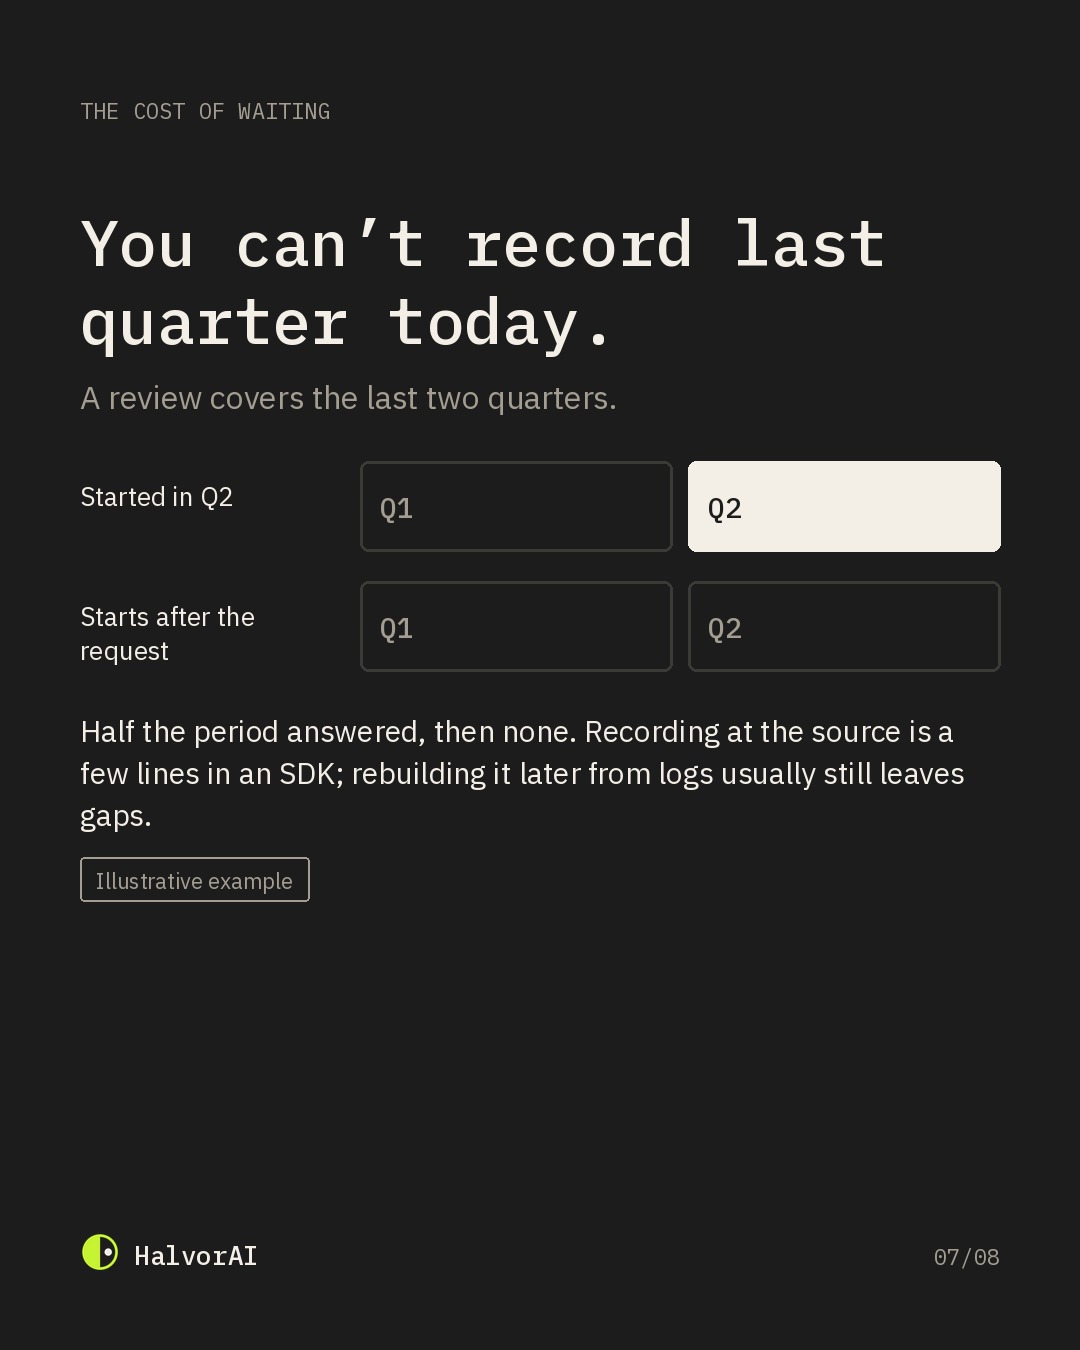 THE COST OF WAITING
You can’t record last
quarter today.
A review covers the last two quarters.
Started in Q2
Q1
Q2
Starts after the
request
Q1
Q2
Half the period answered, then none. Recording at the source is a
few lines in an SDK; rebuilding it later from logs usually still leaves
gaps.
Illustrative example
HalvorAI
07/08